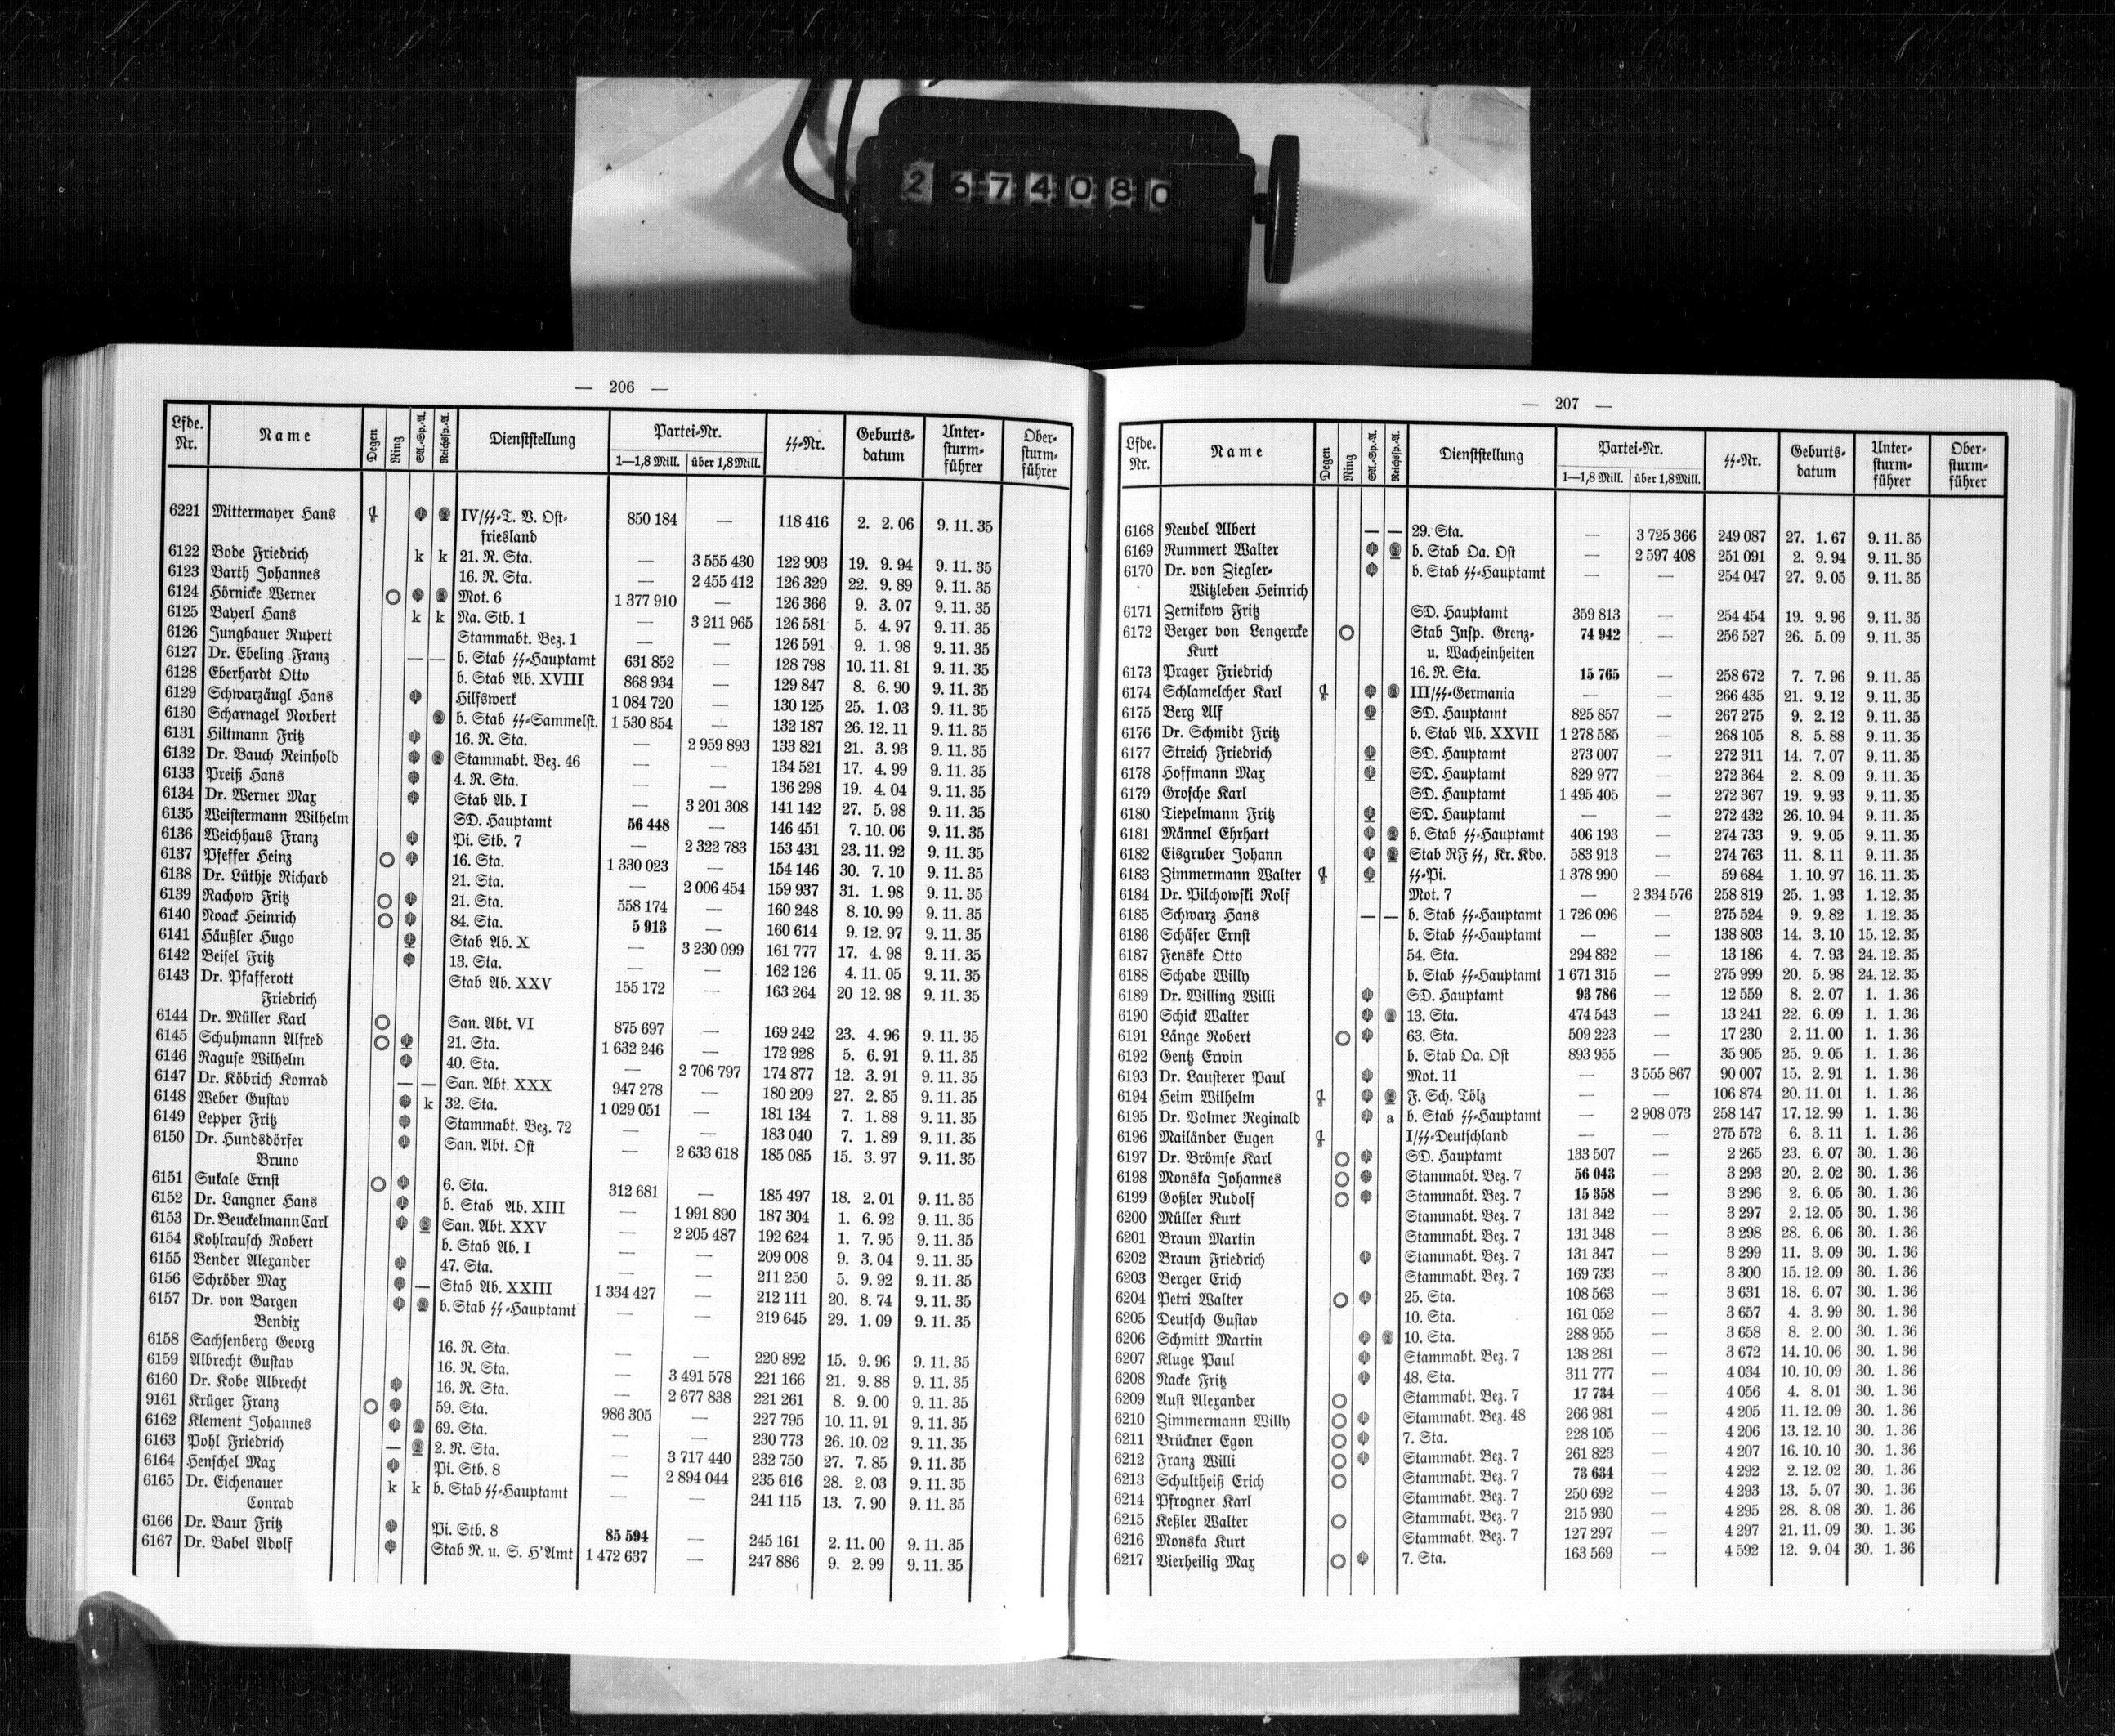 2674080
— 206 —
Lfde. Nr. Name Degen Ring SA.-Sp.-A. Reichssp.-A. Dienststellung Partei-Nr. 1—1,8 Mill. über 1,8 Mill. ᛋᛋ-Nr. Geburts-datum Unter-sturm-führer Ober-sturm-führer
6221 Mittermayer Hans IV/ᛋᛋ-T. V. Ost- 850 184 — 118 416 2. 2. 06 9. 11. 35
friesland
6122 Bode Friedrich k k 21. R. Sta. — 3 555 430 122 903 19. 9. 94 9. 11. 35
6123 Barth Johannes 16. R. Sta. — 2 455 412 126 329 22. 9. 89 9. 11. 35
6124 Hörnicke Werner Mot. 6 1 377 910 — 126 366 9. 3. 07 9. 11. 35
6125 Bayerl Hans k k Na. Stb. 1 — 3 211 965 126 581 5. 4. 97 9. 11. 35
6126 Jungbauer Rupert Stammabt. Bez. 1 — — 126 591 9. 1. 98 9. 11. 35
6127 Dr. Ebeling Franz — — b. Stab ᛋᛋ-Hauptamt 631 852 — 128 798 10. 11. 81 9. 11. 35
6128 Eberhardt Otto b. Stab Ab. XVIII 868 934 — 129 847 8. 6. 90 9. 11. 35
6129 Schwarzäugl Hans Hilfswerk 1 084 720 — 130 125 25. 1. 03 9. 11. 35
6130 Scharnagel Norbert b. Stab ᛋᛋ-Sammelst. 1 530 854 — 132 187 26. 12. 11 9. 11. 35
6131 Hiltmann Fritz 16. R. Sta. — 2 959 893 133 821 21. 3. 93 9. 11. 35
6132 Dr. Bauch Reinhold Stammabt. Bez. 46 — — 134 521 17. 4. 99 9. 11. 35
6133 Preiß Hans 4. R. Sta. — — 136 298 19. 4. 04 9. 11. 35
6134 Dr. Werner Max Stab Ab. I — 3 201 308 141 142 27. 5. 98 9. 11. 35
6135 Weistermann Wilhelm SD. Hauptamt 56 448 — 146 451 7. 10. 06 9. 11. 35
6136 Weichhaus Franz Pi. Stb. 7 — 2 322 783 153 431 23. 11. 92 9. 11. 35
6137 Pfeffer Heinz 16. Sta. 1 330 023 — 154 146 30. 7. 10 9. 11. 35
6138 Dr. Lüthje Richard 21. Sta. — 2 006 454 159 937 31. 1. 98 9. 11. 35
6139 Rachow Fritz 21. Sta. 558 174 — 160 248 8. 10. 99 9. 11. 35
6140 Noack Heinrich 84. Sta. 5 913 — 160 614 9. 12. 97 9. 11. 35
6141 Häußler Hugo Stab Ab. X — 3 230 099 161 777 17. 4. 98 9. 11. 35
6142 Beisel Fritz 13. Sta. — — 162 126 4. 11. 05 9. 11. 35
6143 Dr. Pfafferott Stab Ab. XXV 155 172 — 163 264 20 12. 98 9. 11. 35
Friedrich
6144 Dr. Müller Karl San. Abt. VI 875 697 — 169 242 23. 4. 96 9. 11. 35
6145 Schuhmann Alfred 21. Sta. 1 632 246 — 172 928 5. 6. 91 9. 11. 35
6146 Raguse Wilhelm 40. Sta. — 2 706 797 174 877 12. 3. 91 9. 11. 35
6147 Dr. Köbrich Konrad — — San. Abt. XXX 947 278 — 180 209 27. 2. 85 9. 11. 35
6148 Weber Gustav k 32. Sta. 1 029 051 — 181 134 7. 1. 88 9. 11. 35
6149 Lepper Fritz Stammabt. Bez. 72 — — 183 040 7. 1. 89 9. 11. 35
6150 Dr. Hundsdörfer San. Abt. Ost — 2 633 618 185 085 15. 3. 97 9. 11. 35
Bruno
6151 Sukale Ernst 6. Sta. 312 681 — 185 497 18. 2. 01 9. 11. 35
6152 Dr. Langner Hans b. Stab Ab. XIII — 1 991 890 187 304 1. 6. 92 9. 11. 35
6153 Dr. Beuckelmann Carl San. Abt. XXV — 2 205 487 192 624 1. 7. 95 9. 11. 35
6154 Kohlrausch Robert b. Stab Ab. I — — 209 008 9. 3. 04 9. 11. 35
6155 Bender Alexander 47. Sta. — — 211 250 5. 9. 92 9. 11. 35
6156 Schröder Max — Stab Ab. XXIII 1 334 427 — 212 111 20. 8. 74 9. 11. 35
6157 Dr. von Bargen b. Stab ᛋᛋ-Hauptamt — — 219 645 29. 1. 09 9. 11. 35
Bendix
6158 Sachsenberg Georg 16. R. Sta. — — 220 892 15. 9. 96 9. 11. 35
6159 Albrecht Gustav 16. R. Sta. — 3 491 578 221 166 21. 9. 88 9. 11. 35
6160 Dr. Kobe Albrecht 16. R. Sta. — 2 677 838 221 261 8. 9. 00 9. 11. 35
9161 Krüger Franz 59. Sta. 986 305 — 227 795 10. 11. 91 9. 11. 35
6162 Klement Johannes 69. Sta. — — 230 773 26. 10. 02 9. 11. 35
6163 Pohl Friedrich — 2. R. Sta. — 3 717 440 232 750 27. 7. 85 9. 11. 35
6164 Henschel Max Pi. Stb. 8 — 2 894 044 235 616 28. 2. 03 9. 11. 35
6165 Dr. Eichenauer k k b. Stab ᛋᛋ-Hauptamt — — 241 115 13. 7. 90 9. 11. 35
Conrad
6166 Dr. Baur Fritz Pi. Stb. 8 85 594 — 245 161 2. 11. 00 9. 11. 35
6167 Dr. Babel Adolf Stab R. u. S. H'Amt 1 472 637 — 247 886 9. 2. 99 9. 11. 35
— 207 —
Lfde. Nr. Name Degen Ring SA.-Sp.-A. Reichssp.-A. Dienststellung Partei-Nr. 1—1,8 Mill. über 1,8 Mill. ᛋᛋ-Nr. Geburts-datum Unter-sturm-führer Ober-sturm-führer
6168 Neudel Albert — — 29. Sta. — 3 725 366 249 087 27. 1. 67 9. 11. 35
6169 Nummert Walter b. Stab Oa. Ost — 2 597 408 251 091 2. 9. 94 9. 11. 35
6170 Dr. von Ziegler- b. Stab ᛋᛋ-Hauptamt — — 254 047 27. 9. 05 9. 11. 35
Witzleben Heinrich
6171 Zernikow Fritz SD. Hauptamt 359 813 — 254 454 19. 9. 96 9. 11. 35
6172 Berger von Lengercke Stab Insp. Grenz- 74 942 — 256 527 26. 5. 09 9. 11. 35
Kurt u. Wacheinheiten
6173 Prager Friedrich 16. R. Sta. 15 765 — 258 672 7. 7. 96 9. 11. 35
6174 Schlamelcher Karl III/ᛋᛋ-Germania — — 266 435 21. 9. 12 9. 11. 35
6175 Berg Alf SD. Hauptamt 825 857 — 267 275 9. 2. 12 9. 11. 35
6176 Dr. Schmidt Fritz b. Stab Ab. XXVII 1 278 585 — 268 105 8. 5. 88 9. 11. 35
6177 Streich Friedrich SD. Hauptamt 273 007 — 272 311 14. 7. 07 9. 11. 35
6178 Hoffmann Max SD. Hauptamt 829 977 — 272 364 2. 8. 09 9. 11. 35
6179 Grosche Karl SD. Hauptamt 1 495 405 — 272 367 19. 9. 93 9. 11. 35
6180 Tiepelmann Fritz SD. Hauptamt — — 272 432 26. 10. 94 9. 11. 35
6181 Männel Ehrhart b. Stab ᛋᛋ-Hauptamt 406 193 — 274 733 9. 9. 05 9. 11. 35
6182 Eisgruber Johann Stab RFᛋᛋ, Kr. Kdo. 583 913 — 274 763 11. 8. 11 9. 11. 35
6183 Zimmermann Walter ᛋᛋ-Pi. 1 378 990 — 59 684 1. 10. 97 16. 11. 35
6184 Dr. Pilchowski Rolf Mot. 7 — 2 334 576 258 819 25. 1. 93 1. 12. 35
6185 Schwarz Hans — — b. Stab ᛋᛋ-Hauptamt 1 726 096 — 275 524 9. 9. 82 1. 12. 35
6186 Schäfer Ernst b. Stab ᛋᛋ-Hauptamt — — 138 803 14. 3. 10 15. 12. 35
6187 Fenske Otto 54. Sta. 294 832 — 13 186 4. 7. 93 24. 12. 35
6188 Schade Willy b. Stab ᛋᛋ-Hauptamt 1 671 315 — 275 999 20. 5. 98 24. 12. 35
6189 Dr. Willing Willi SD. Hauptamt 93 786 — 12 559 8. 2. 07 1. 1. 36
6190 Schick Walter 13. Sta. 474 543 — 13 241 22. 6. 09 1. 1. 36
6191 Länge Robert 63. Sta. 509 223 — 17 230 2. 11. 00 1. 1. 36
6192 Gentz Erwin b. Stab Oa. Ost 893 955 — 35 905 25. 9. 05 1. 1. 36
6193 Dr. Lausterer Paul Mot. 11 — 3 555 867 90 007 15. 2. 91 1. 1. 36
6194 Heim Wilhelm F. Sch. Tölz — — 106 874 20. 11. 01 1. 1. 36
6195 Dr. Volmer Reginald a b. Stab ᛋᛋ-Hauptamt — 2 908 073 258 147 17. 12. 99 1. 1. 36
6196 Mailänder Eugen I/ᛋᛋ-Deutschland — — 275 572 6. 3. 11 1. 1. 36
6197 Dr. Brömse Karl SD. Hauptamt 133 507 — 2 265 23. 6. 07 30. 1. 36
6198 Monska Johannes Stammabt. Bez. 7 56 043 — 3 293 20. 2. 02 30. 1. 36
6199 Goßler Rudolf Stammabt. Bez. 7 15 358 — 3 296 2. 6. 05 30. 1. 36
6200 Müller Kurt Stammabt. Bez. 7 131 342 — 3 297 2. 12. 05 30. 1. 36
6201 Braun Martin Stammabt. Bez. 7 131 348 — 3 298 28. 6. 06 30. 1. 36
6202 Braun Friedrich Stammabt. Bez. 7 131 347 — 3 299 11. 3. 09 30. 1. 36
6203 Berger Erich Stammabt. Bez. 7 169 733 — 3 300 15. 12. 09 30. 1. 36
6204 Petri Walter 25. Sta. 108 563 — 3 631 18. 6. 07 30. 1. 36
6205 Deutsch Gustav 10. Sta. 161 052 — 3 657 4. 3. 99 30. 1. 36
6206 Schmitt Martin 10. Sta. 288 955 — 3 658 8. 2. 00 30. 1. 36
6207 Kluge Paul Stammabt. Bez. 7 138 281 — 3 672 14. 10. 06 30. 1. 36
6208 Nacke Fritz 48. Sta. 311 777 — 4 034 10. 10. 09 30. 1. 36
6209 Aust Alexander Stammabt. Bez. 7 17 734 — 4 056 4. 8. 01 30. 1. 36
6210 Zimmermann Willy Stammabt. Bez. 48 266 981 — 4 205 11. 12. 09 30. 1. 36
6211 Brückner Egon 7. Sta. 228 105 — 4 206 13. 12. 10 30. 1. 36
6212 Franz Willi Stammabt. Bez. 7 261 823 — 4 207 16. 10. 10 30. 1. 36
6213 Schultheiß Erich Stammabt. Bez. 7 73 634 — 4 292 2. 12. 02 30. 1. 36
6214 Pfrogner Karl Stammabt. Bez. 7 250 692 — 4 293 13. 5. 07 30. 1. 36
6215 Keßler Walter Stammabt. Bez. 7 215 930 — 4 295 28. 8. 08 30. 1. 36
6216 Monska Kurt Stammabt. Bez. 7 127 297 — 4 297 21. 11. 09 30. 1. 36
6217 Vierheilig Max 7. Sta. 163 569 — 4 592 12. 9. 04 30. 1. 36